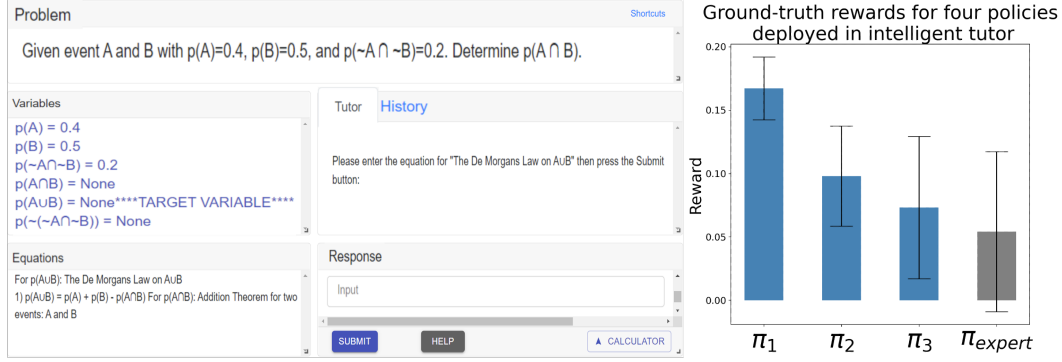 Problem
Shortcuts
Given event A and B with p(A)=0.4, p(B)=0.5, and p(~A ∩ ~B)=0.2. Determine p(A ∩ B).
Variables
p(A) = 0.4
p(B) = 0.5
p(~A∩~B) = 0.2
p(A∩B) = None
p(A∪B) = None****TARGET VARIABLE****
p(~(~A∩~B)) = None
Tutor
History
Please enter the equation for "The De Morgans Law on A∪B" then press the Submit
button:
Equations
For p(A∪B): The De Morgans Law on A∪B
1) p(A∪B) = p(A) + p(B) - p(A∩B) For p(A∩B): Addition Theorem for two
events: A and B
Response
Input
SUBMIT
HELP
CALCULATOR
Ground-truth rewards for four policies
deployed in intelligent tutor
Reward
0.20
0.15
0.10
0.05
0.00
π1
π2
π3
πexpert